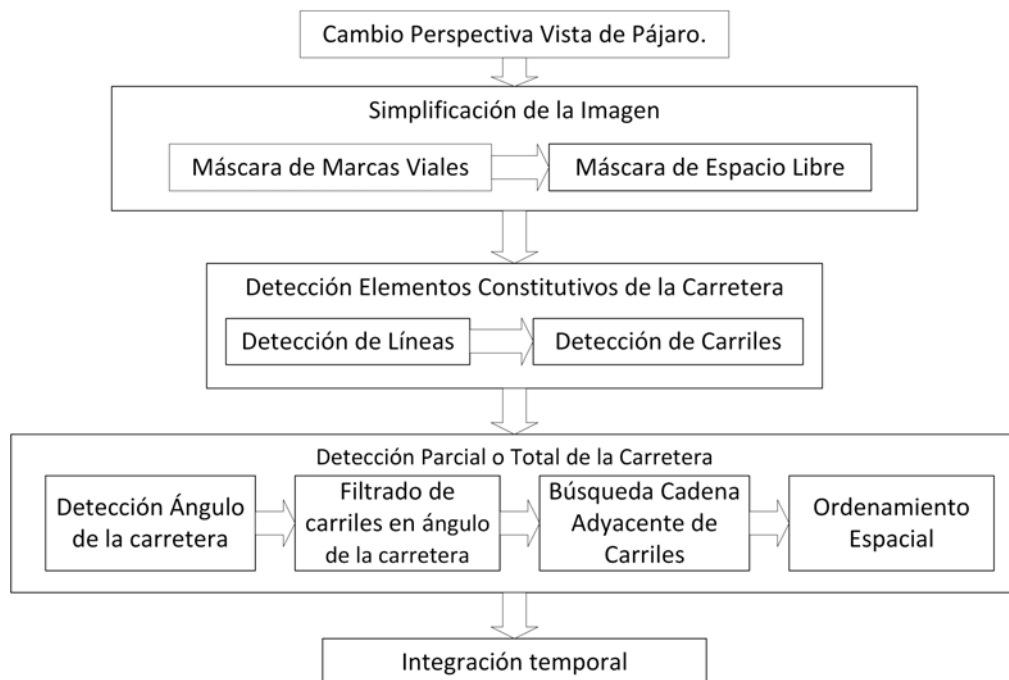 Cambio Perspectiva Vista de Pájaro.
Simplificación de la Imagen
Máscara de Marcas Viales
Máscara de Espacio Libre
Detección Elementos Constitutivos de la Carretera
Detección de Líneas
Detección de Carriles
Detección Parcial o Total de la Carretera
Detección Ángulo
de la carretera
Filtrado de
carriles en ángulo
de la carretera
Búsqueda Cadena
Adyacente de
Carriles
Ordenamiento
Espacial
Integración temporal